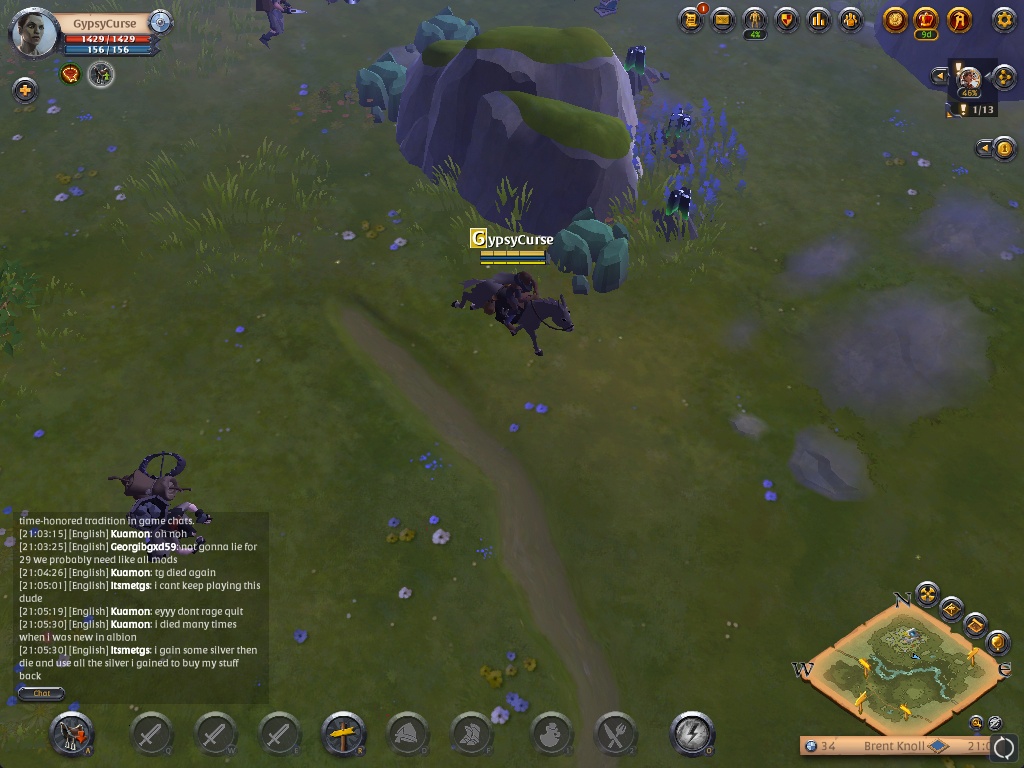 GypsyCurse
1429 / 1429
156 / 156
1
4%
9d
46%
1/13
GypsyCurse
time-honored tradition in game chats.
[21:03:15] [English] Kuamon: oh noh
[21:03:25] [English] Georgibgxd59: not gonna lie for
29 we probably need like all mods
[21:04:26] [English] Kuamon: tg died again
[21:05:01] [English] Itsmetgs: i cant keep playing this
dude
[21:05:19] [English] Kuamon: eyyy dont rage quit
[21:05:30] [English] Kuamon: i died many times
when i was new in albion
[21:05:30] [English] Itsmetgs: i gain some silver then
die and use all the silver i gained to buy my stuff
back
Chat
N
W
E
A
Q
W
E
R
D
F
34
Brent Knoll